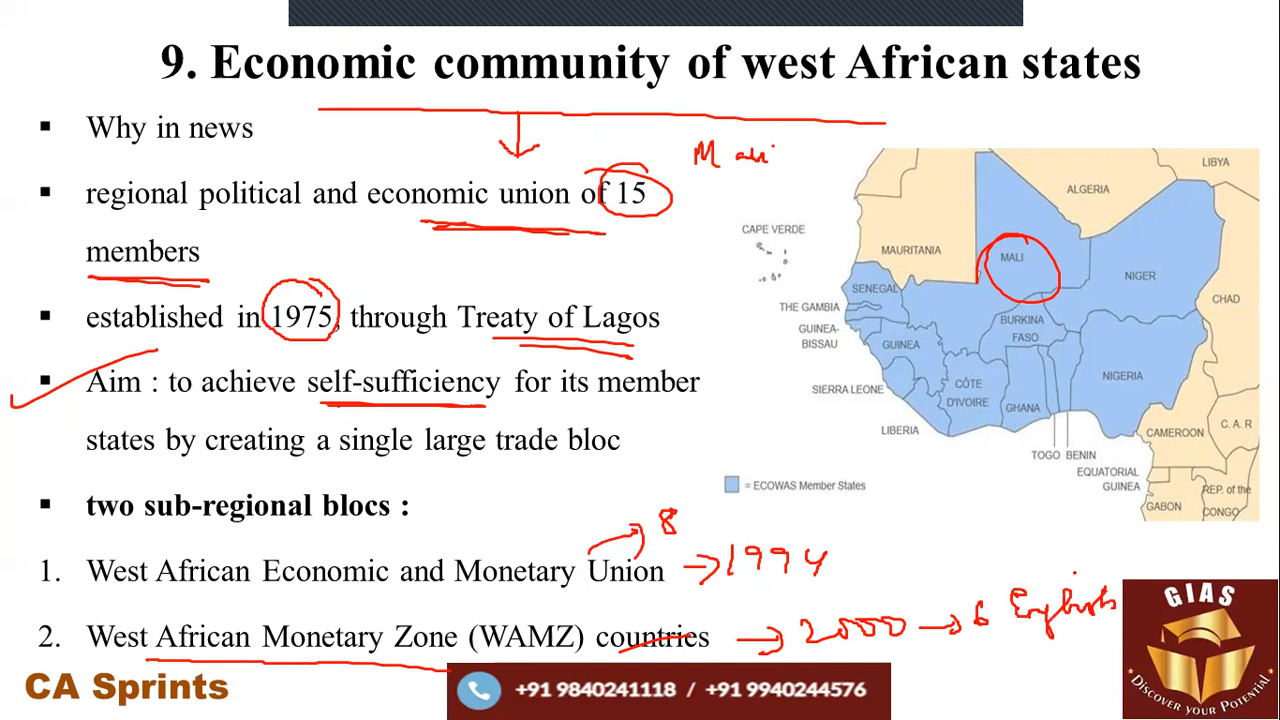 9. Economic community of west African states
▪ Why in news
Mali
▪ regional political and economic union of 15
members
▪ established in 1975, through Treaty of Lagos
▪ Aim : to achieve self-sufficiency for its member
states by creating a single large trade bloc
▪ two sub-regional blocs :
8
1. West African Economic and Monetary Union → 1994
2. West African Monetary Zone (WAMZ) countries → 2000 → 6 English
LIBYA
ALGERIA
CAPE VERDE
MAURITANIA
MALI
NIGER
SENEGAL
CHAD
THE GAMBIA
BURKINA
FASO
GUINEA-
BISSAU
GUINEA
NIGERIA
SIERRA LEONE
CÔTE
D'IVOIRE
GHANA
LIBERIA
C. A. R
CAMEROON
TOGO BENIN
EQUATORIAL
GUINEA
= ECOWAS Member States
REP. of the
CONGO
GABON
CA Sprints
+91 9840241118 / +91 9940244576
GIAS
DISCOVER YOUR POTENTIAL